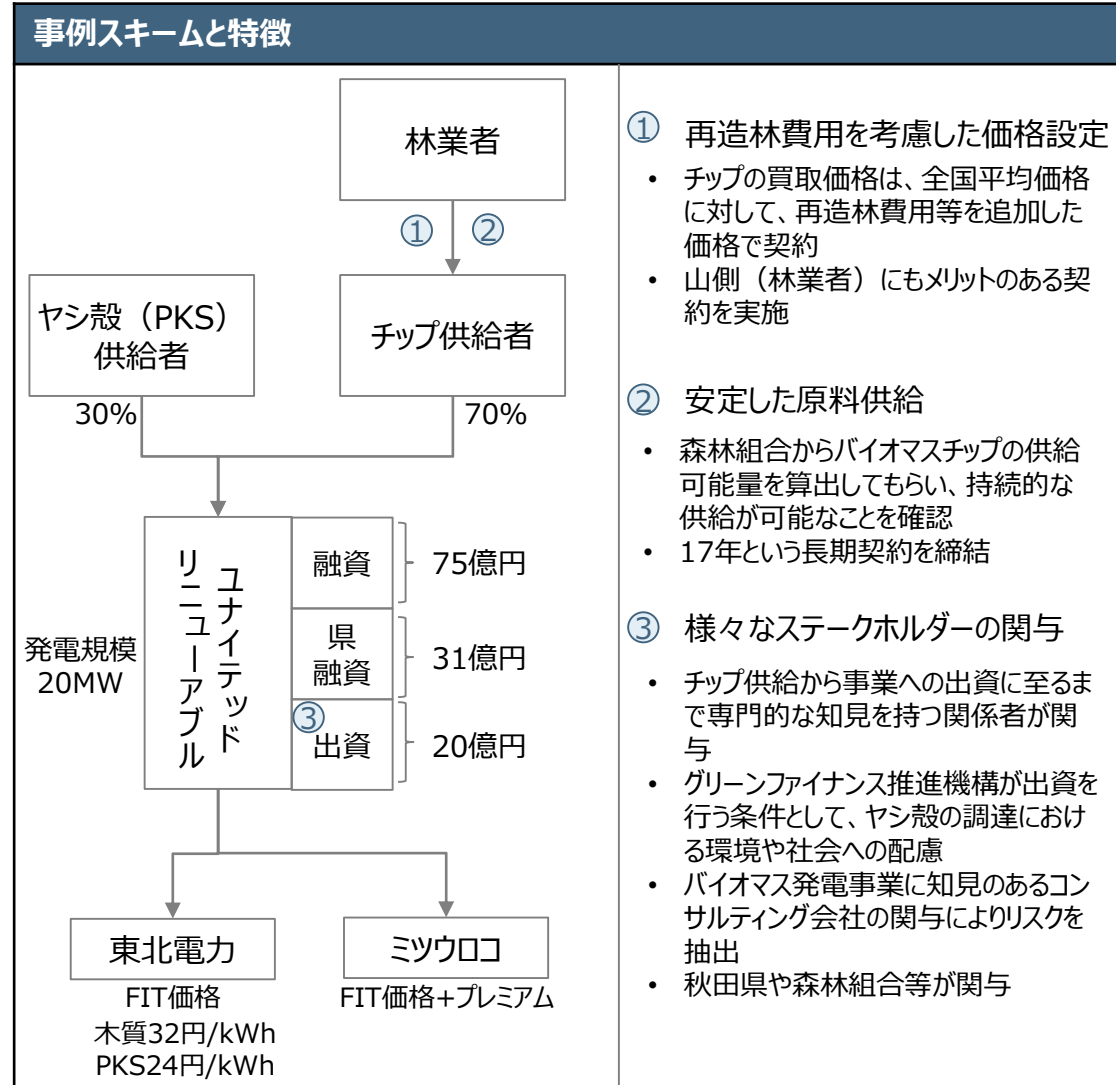 事例スキームと特徴
林業者
① ②
ヤシ殻（PKS）
供給者
チップ供給者
30%
70%
発電規模
20MW
ユナイテッド
リニューアブル
融資
75億円
県
融資
31億円
③
出資
20億円
東北電力
FIT価格
木質32円/kWh
PKS24円/kWh
ミツウロコ
FIT価格+プレミアム
① 再造林費用を考慮した価格設定
• チップの買取価格は、全国平均価格
に対して、再造林費用等を追加した
価格で契約
• 山側（林業者）にもメリットのある契
約を実施
② 安定した原料供給
• 森林組合からバイオマスチップの供給
可能量を算出してもらい、持続的な
供給が可能なことを確認
• 17年という長期契約を締結
③ 様々なステークホルダーの関与
• チップ供給から事業への出資に至るま
で専門的な知見を持つ関係者が関
与
• グリーンファイナンス推進機構が出資を
行う条件として、ヤシ殻の調達におけ
る環境や社会への配慮
• バイオマス発電事業に知見のあるコン
サルティング会社の関与によりリスクを
抽出
• 秋田県や森林組合等が関与